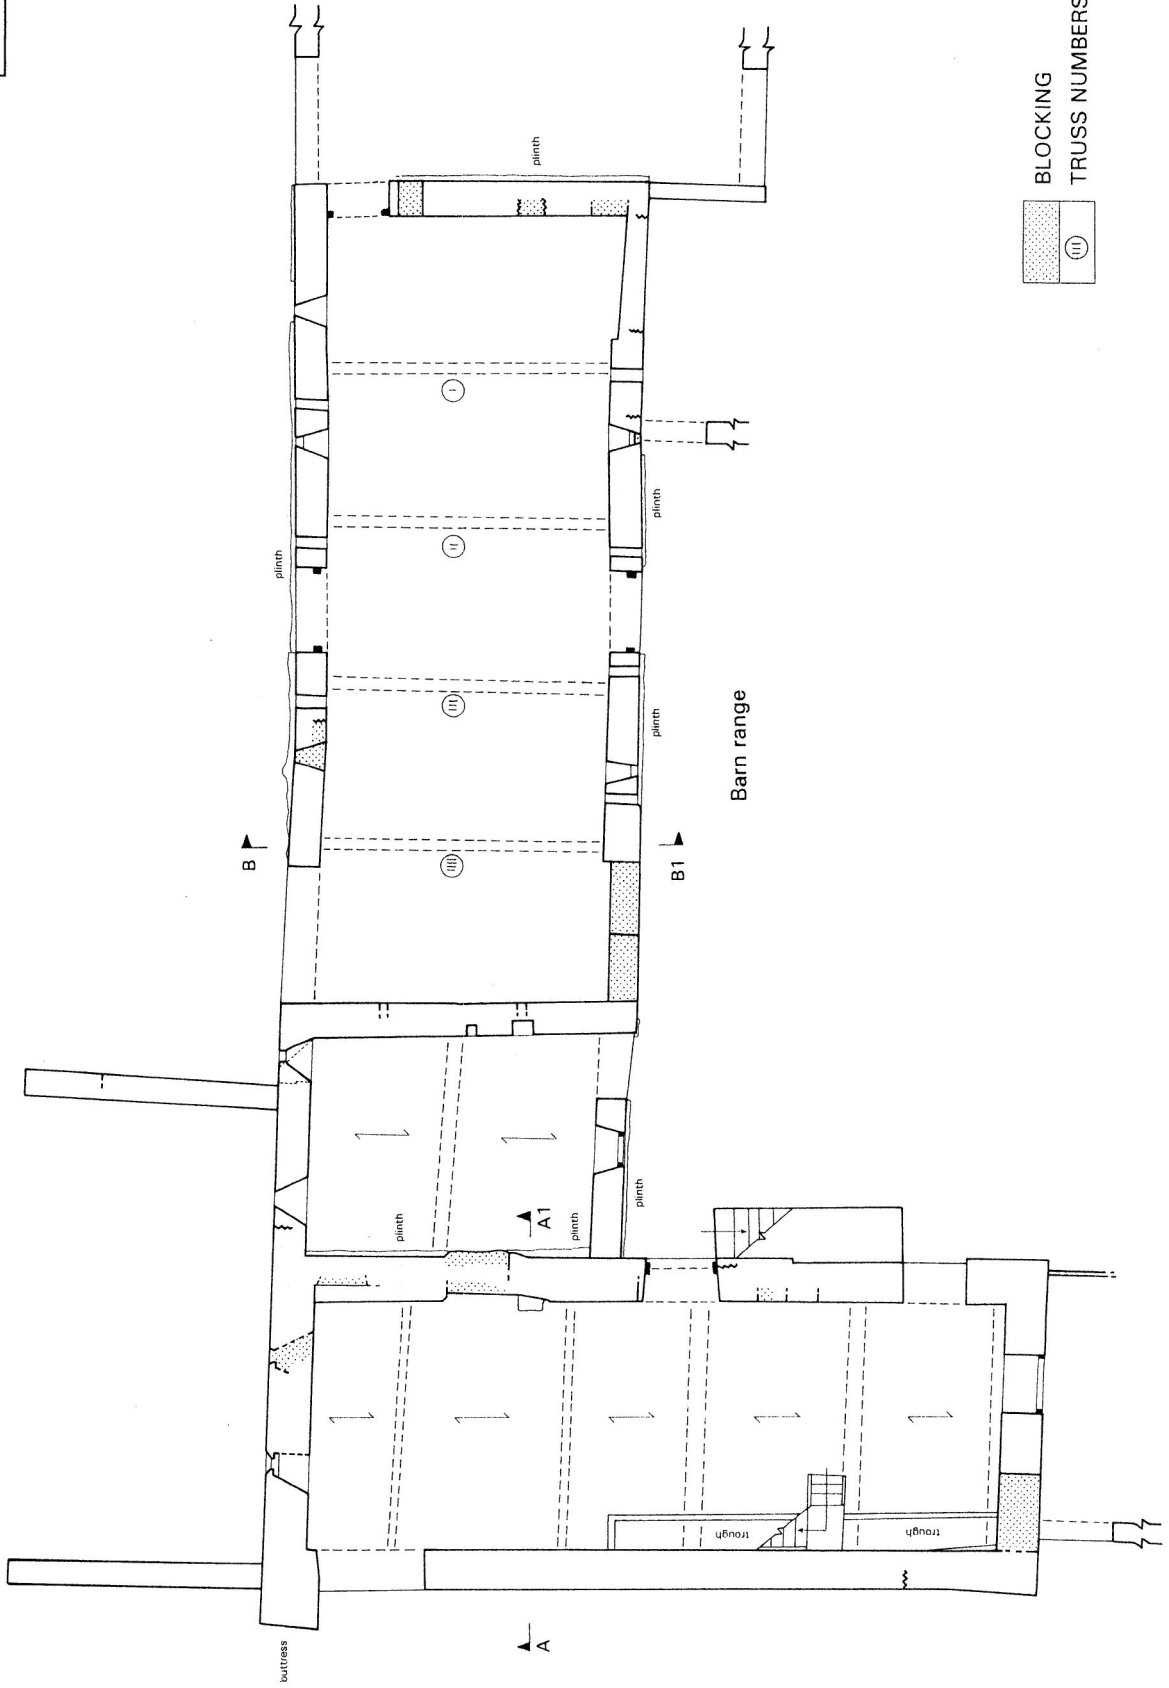 buttress
plinth
B
plinth
IIII
III
II
I
plinth
A
A1
plinth
plinth
plinth
plinth
B1
trough
Barn range
trough
BLOCKING
III
TRUSS NUMBERS